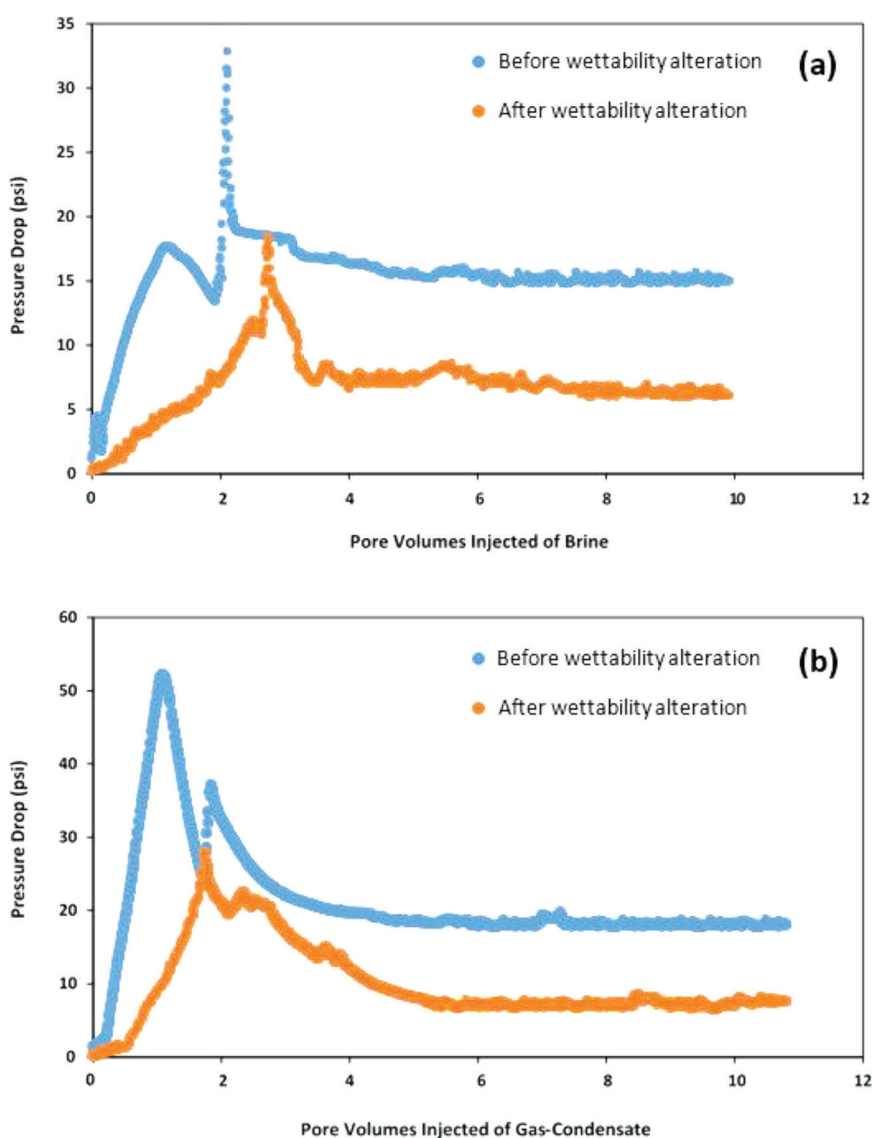 35
30
25
20
15
10
5
0
Pressure Drop (psi)
Before wettability alteration
After wettability alteration
(a)
0 2 4 6 8 10 12
Pore Volumes Injected of Brine
60
50
40
30
20
10
0
Pressure Drop (psi)
Before wettability alteration
After wettability alteration
(b)
0 2 4 6 8 10 12
Pore Volumes Injected of Gas-Condensate